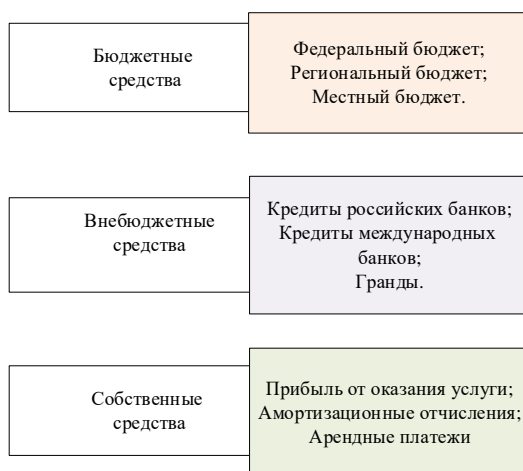 Бюджетные
средства
Федеральный бюджет;
Региональный бюджет;
Местный бюджет.
Внебюджетные
средства
Кредиты российских банков;
Кредиты международных
банков;
Гранды.
Собственные
средства
Прибыль от оказания услуги;
Амортизационные отчисления;
Арендные платежи